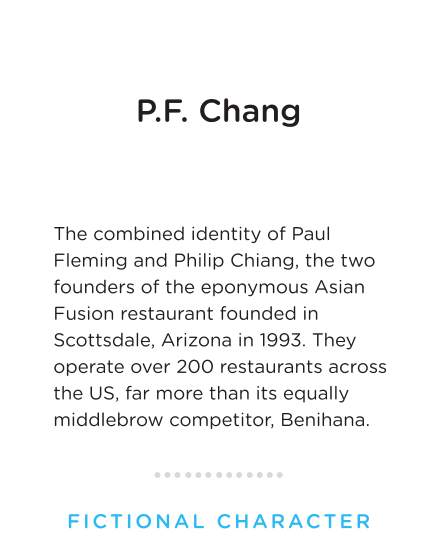 P.F. Chang
The combined identity of Paul
Fleming and Philip Chiang, the two
founders of the eponymous Asian
Fusion restaurant founded in
Scottsdale, Arizona in 1993. They
operate over 200 restaurants across
the US, far more than its equally
middlebrow competitor, Benihana.
FICTIONAL CHARACTER